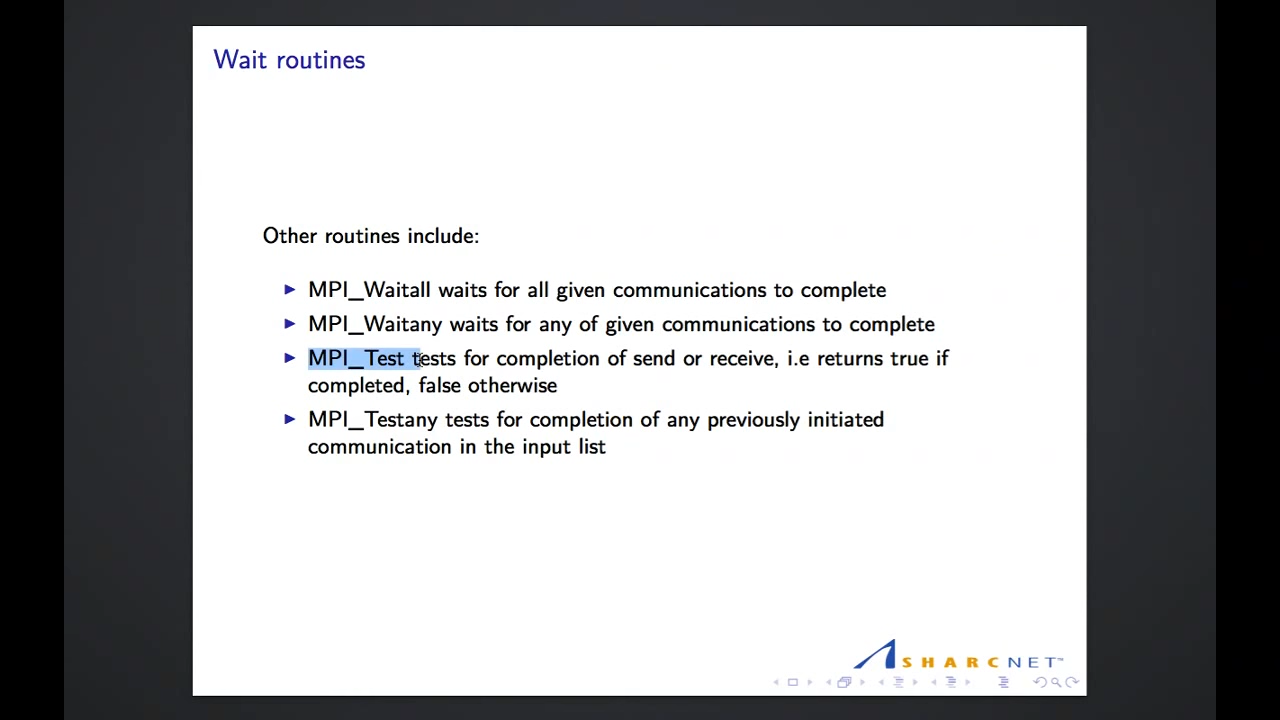 Wait routines
Other routines include:
MPI_Waitall waits for all given communications to complete
MPI_Waitany waits for any of given communications to complete
MPI_Test tests for completion of send or receive, i.e returns true if
completed, false otherwise
MPI_Testany tests for completion of any previously initiated
communication in the input list
SHARCNET™